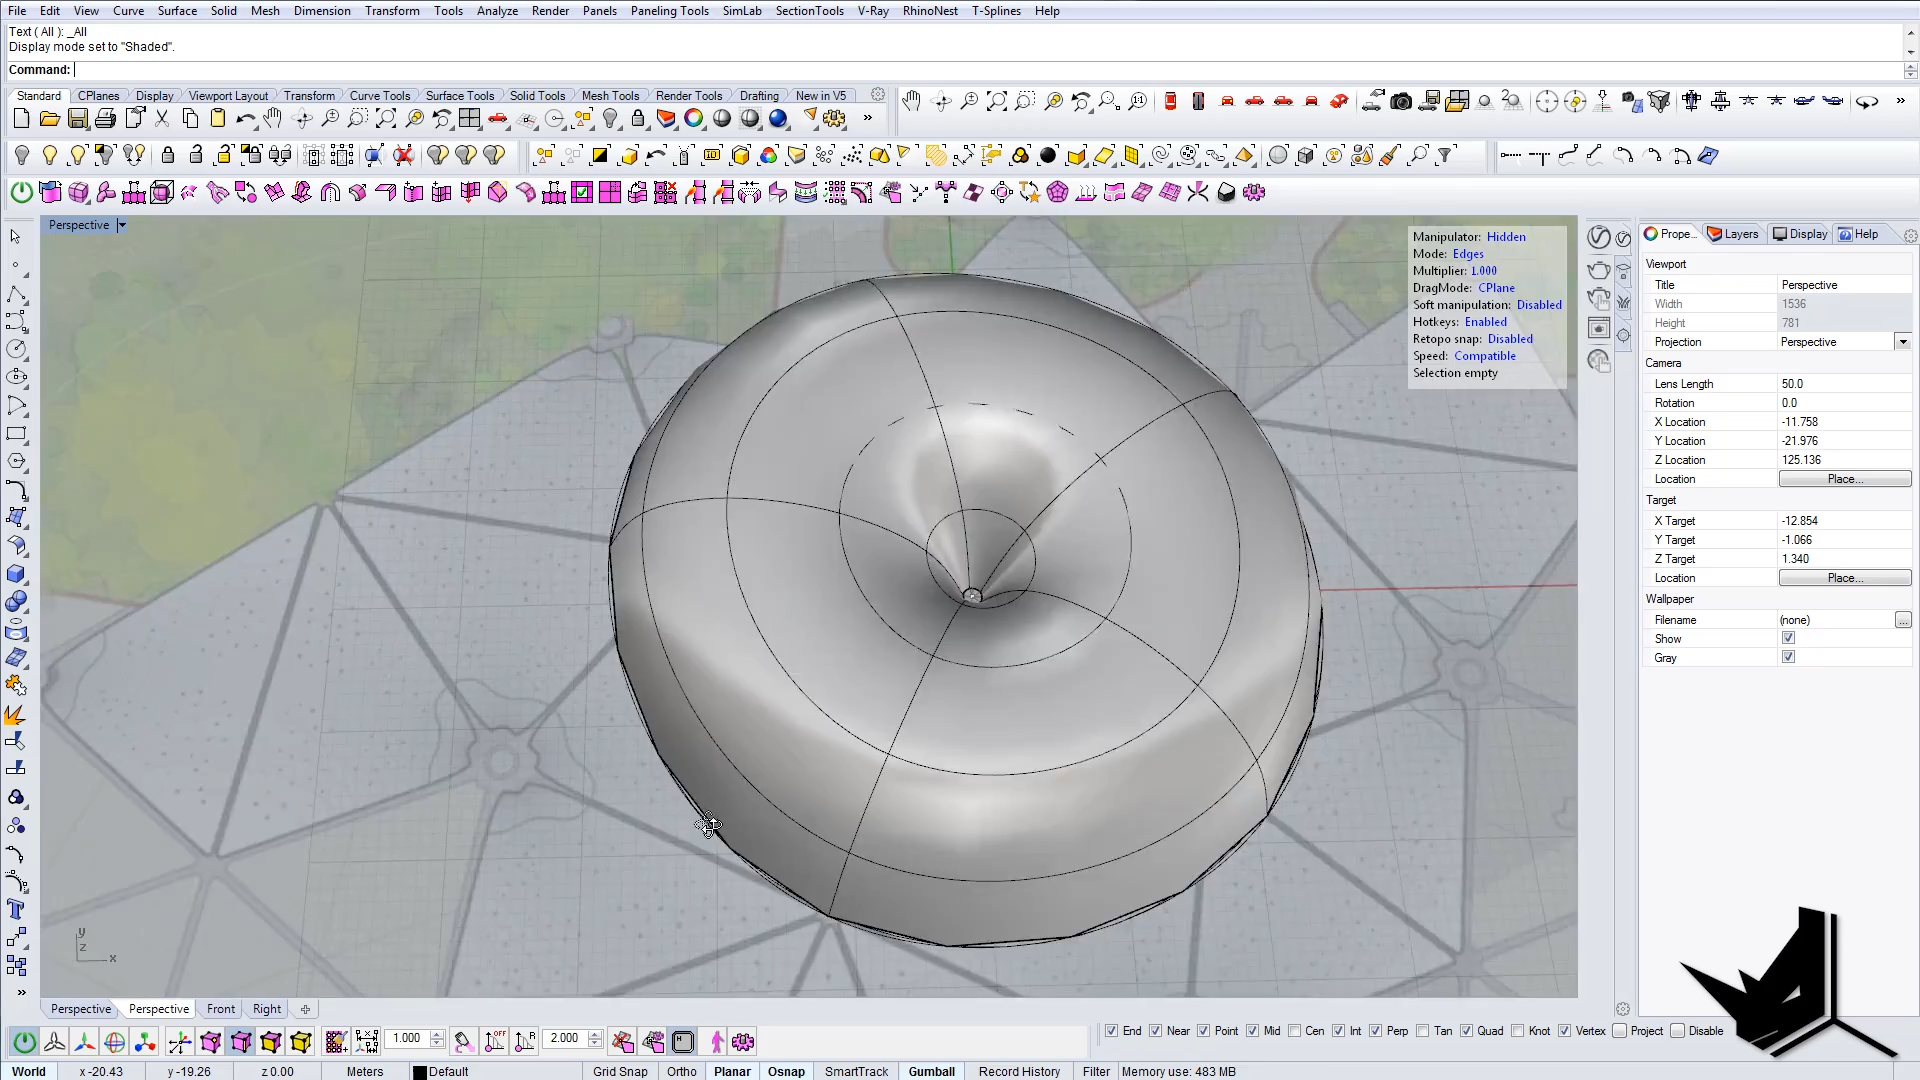 File Edit View Curve Surface Solid Mesh Dimension Transform Tools Analyze Render Panels Paneling Tools SimLab SectionTools V-Ray RhinoNest T-Splines Help
Text ( All ): _All
Display mode set to "Shaded".
Command:
Standard CPlanes Display Viewport Layout Transform Curve Tools Surface Tools Solid Tools Mesh Tools Render Tools Drafting New in V5
Perspective
Manipulator: Hidden
Mode: Edges
Multiplier: 1.000
DragMode: CPlane
Soft manipulation: Disabled
Hotkeys: Enabled
Retopo snap: Disabled
Speed: Compatible
Selection empty
Prope... Layers Display Help
Viewport
Title Perspective
Width 1536
Height 781
Projection Perspective
Camera
Lens Length 50.0
Rotation 0.0
X Location -11.758
Y Location -21.976
Z Location 125.136
Location Place...
Target
X Target -12.854
Y Target -1.066
Z Target 1.340
Location Place...
Wallpaper
Filename (none) ...
Show
Gray
y
z
x
Perspective Perspective Front Right
1.000 2.000
End Near Point Mid Cen Int Perp Tan Quad Knot Vertex Project Disable
World x -20.43 y -19.26 z 0.00 Meters Default Grid Snap Ortho Planar Osnap SmartTrack Gumball Record History Filter Memory use: 483 MB